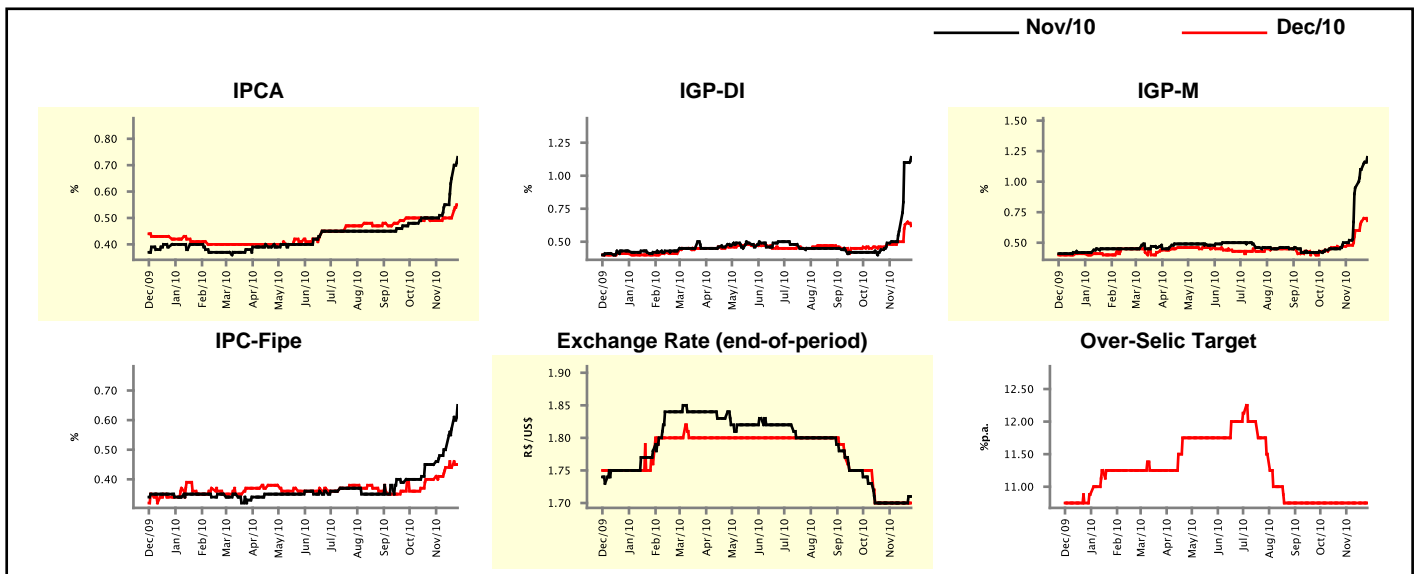 Nov/10 Dec/10
IPCA
%
0.80
0.70
0.60
0.50
0.40
Dec/09 Jan/10 Feb/10 Mar/10 Apr/10 May/10 Jun/10 Jul/10 Aug/10 Sep/10 Oct/10 Nov/10
IGP-DI
%
1.25
1.00
0.75
0.50
Dec/09 Jan/10 Feb/10 Mar/10 Apr/10 May/10 Jun/10 Jul/10 Aug/10 Sep/10 Oct/10 Nov/10
IGP-M
%
1.50
1.25
1.00
0.75
0.50
Dec/09 Jan/10 Feb/10 Mar/10 Apr/10 May/10 Jun/10 Jul/10 Aug/10 Sep/10 Oct/10 Nov/10
IPC-Fipe
%
0.70
0.60
0.50
0.40
Dec/09 Jan/10 Feb/10 Mar/10 Apr/10 May/10 Jun/10 Jul/10 Aug/10 Sep/10 Oct/10 Nov/10
Exchange Rate (end-of-period)
R$/US$
1.90
1.85
1.80
1.75
1.70
Dec/09 Jan/10 Feb/10 Mar/10 Apr/10 May/10 Jun/10 Jul/10 Aug/10 Sep/10 Oct/10 Nov/10
Over-Selic Target
%p.a.
12.50
12.00
11.50
11.00
Dec/09 Jan/10 Feb/10 Mar/10 Apr/10 May/10 Jun/10 Jul/10 Aug/10 Sep/10 Oct/10 Nov/10